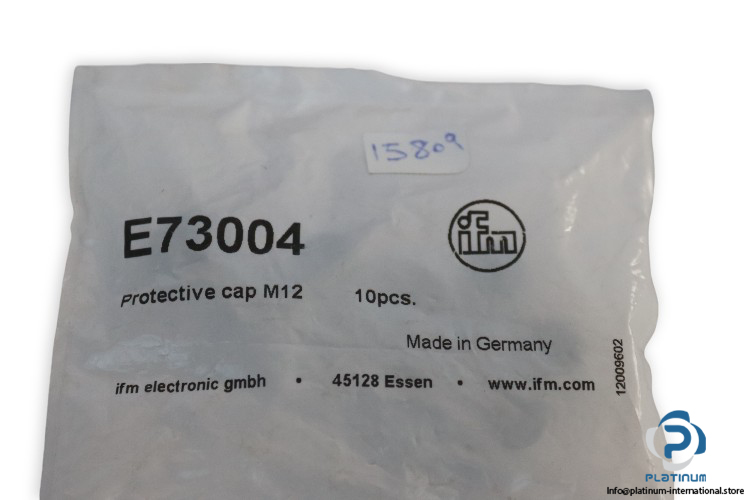 15809
E73004
ifm
Protective cap M12 10pcs.
Made in Germany
ifm electronic gmbh • 45128 Essen • www.ifm.com
12009602
PLATINUM
Info@platinum-international.store